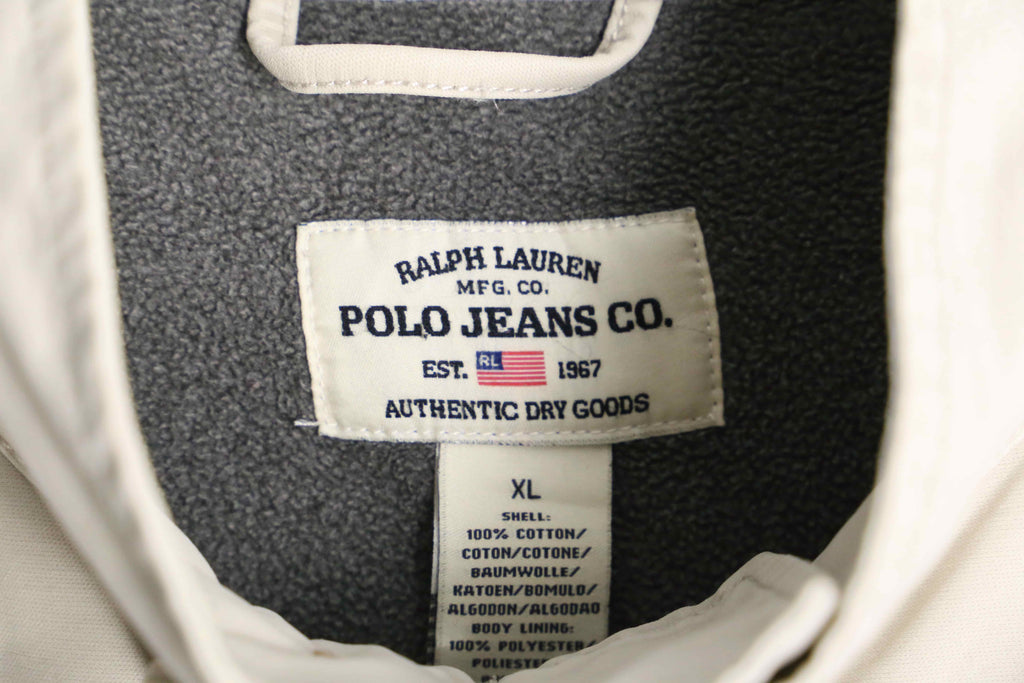 RALPH LAUREN
MFG. CO.
POLO JEANS CO.
EST. RL 1967
AUTHENTIC DRY GOODS
XL
SHELL:
100% COTTON/
COTON/COTONE/
BAUMWOLLE/
KATOEN/BOMULD/
ALGODON/ALGODAO
BODY LINING:
100% POLYESTER/